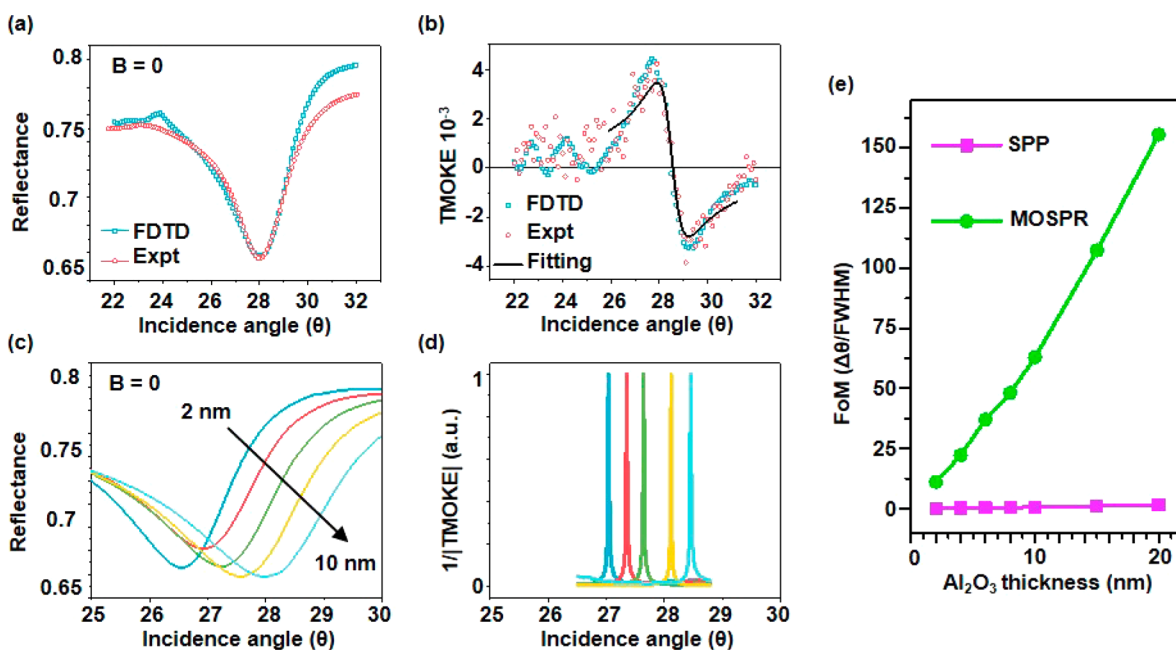 (a)
B = 0
Reflectance
0.8
0.75
0.7
0.65
FDTD
Expt
22 24 26 28 30 32
Incidence angle (θ)
(b)
TMOKE 10⁻³
4
2
0
-2
-4
FDTD
Expt
Fitting
22 24 26 28 30 32
Incidence angle (θ)
(c)
B = 0
Reflectance
0.8
0.75
0.7
0.65
2 nm
10 nm
25 26 27 28 29 30
Incidence angle (θ)
(d)
1/|TMOKE| (a.u.)
1
0
25 26 27 28 29 30
Incidence angle (θ)
(e)
FoM (Δθ/FWHM)
150
125
100
75
50
25
0
SPP
MOSPR
0 10 20
Al₂O₃ thickness (nm)